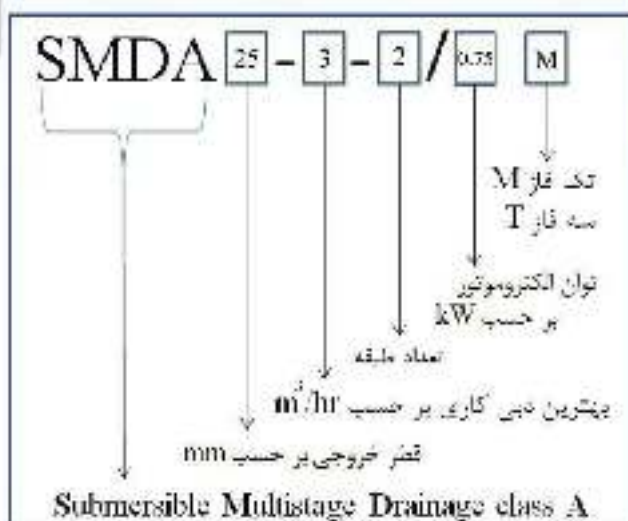 SMDA 25 - 3 - 2 / 0.75 M
تک فاز M
سه فاز T
توان الکتروموتور
بر حسب kW
تعداد طبقه
بهترین دبی کاری بر حسب m³/hr
قطر خروجی بر حسب mm
Submersible Multistage Drainage class A